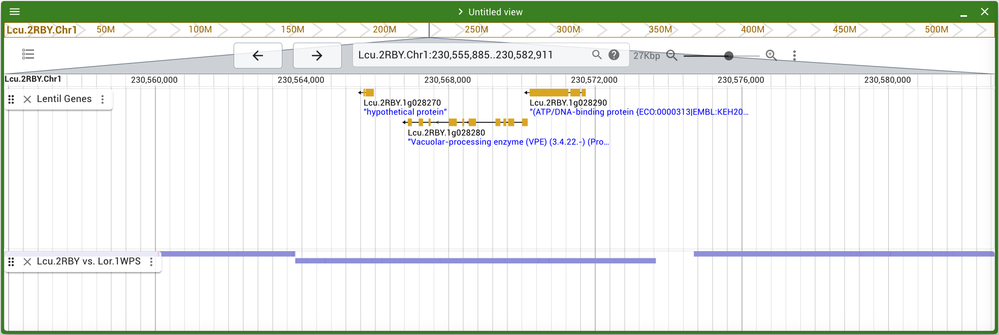 Untitled view
Lcu.2RBY.Chr1 50M 100M 150M 200M 250M 300M 350M 400M 450M 500M
Lcu.2RBY.Chr1:230,555,885..230,582,911 27Kbp
Lcu.2RBY.Chr1 230,560,000 230,564,000 230,568,000 230,572,000 230,576,000 230,580,000
Lentil Genes
Lcu.2RBY.1g028270 Lcu.2RBY.1g028290
"hypothetical protein" "(ATP/DNA-binding protein {ECO:0000313|EMBL:KEH20...
Lcu.2RBY.1g028280
"Vacuolar-processing enzyme (VPE) (3.4.22.-) (Pro...
Lcu.2RBY vs. Lor.1WPS